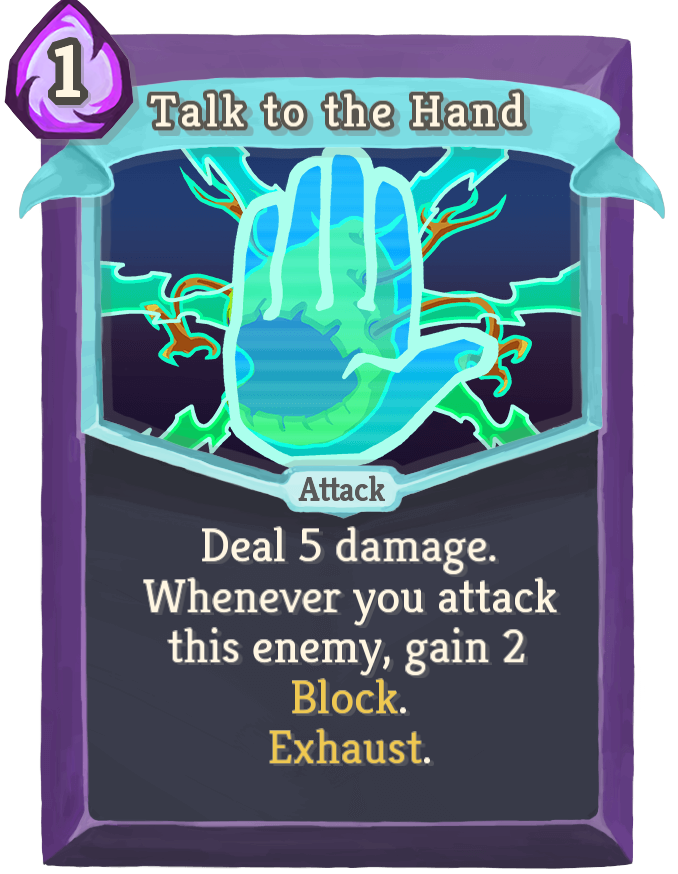 1
Talk to the Hand
Attack
Deal 5 damage.
Whenever you attack
this enemy, gain 2
Block.
Exhaust.